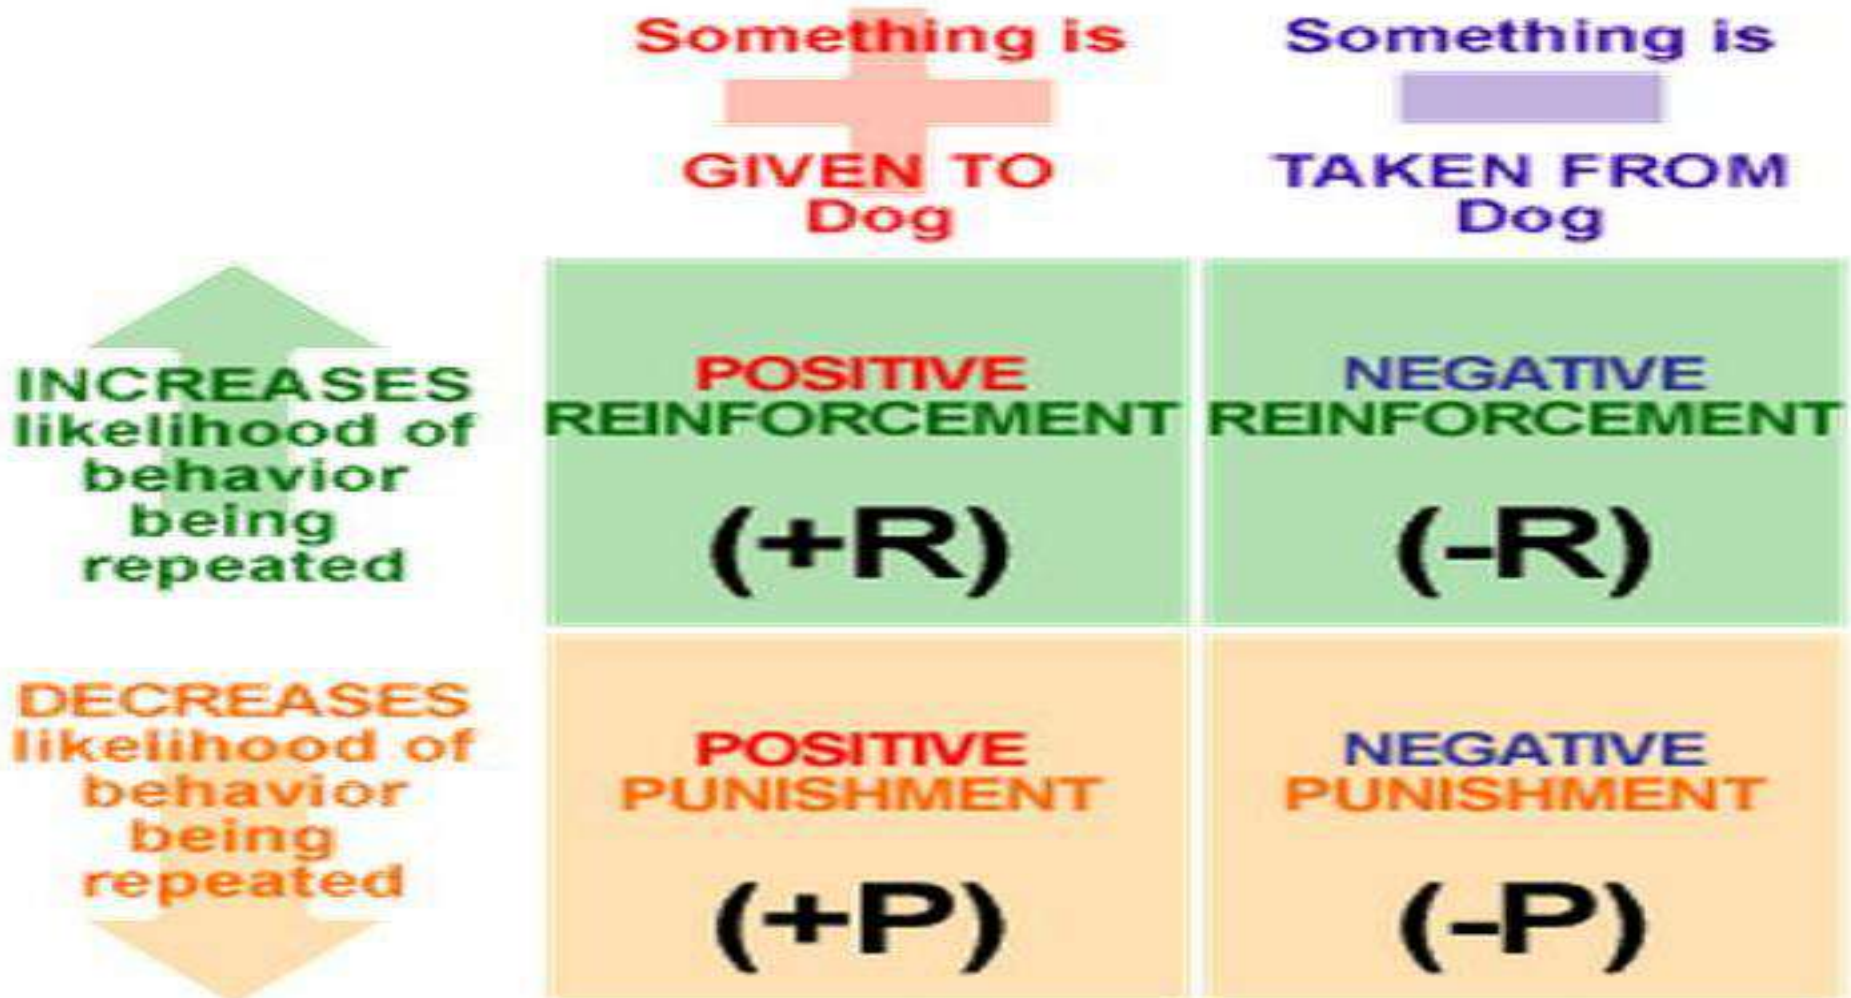 Something is
GIVEN TO
Dog
Something is
TAKEN FROM
Dog
INCREASES
likelihood of
behavior
being
repeated
POSITIVE
REINFORCEMENT
(+R)
NEGATIVE
REINFORCEMENT
(-R)
DECREASES
likelihood of
behavior
being
repeated
POSITIVE
PUNISHMENT
(+P)
NEGATIVE
PUNISHMENT
(-P)